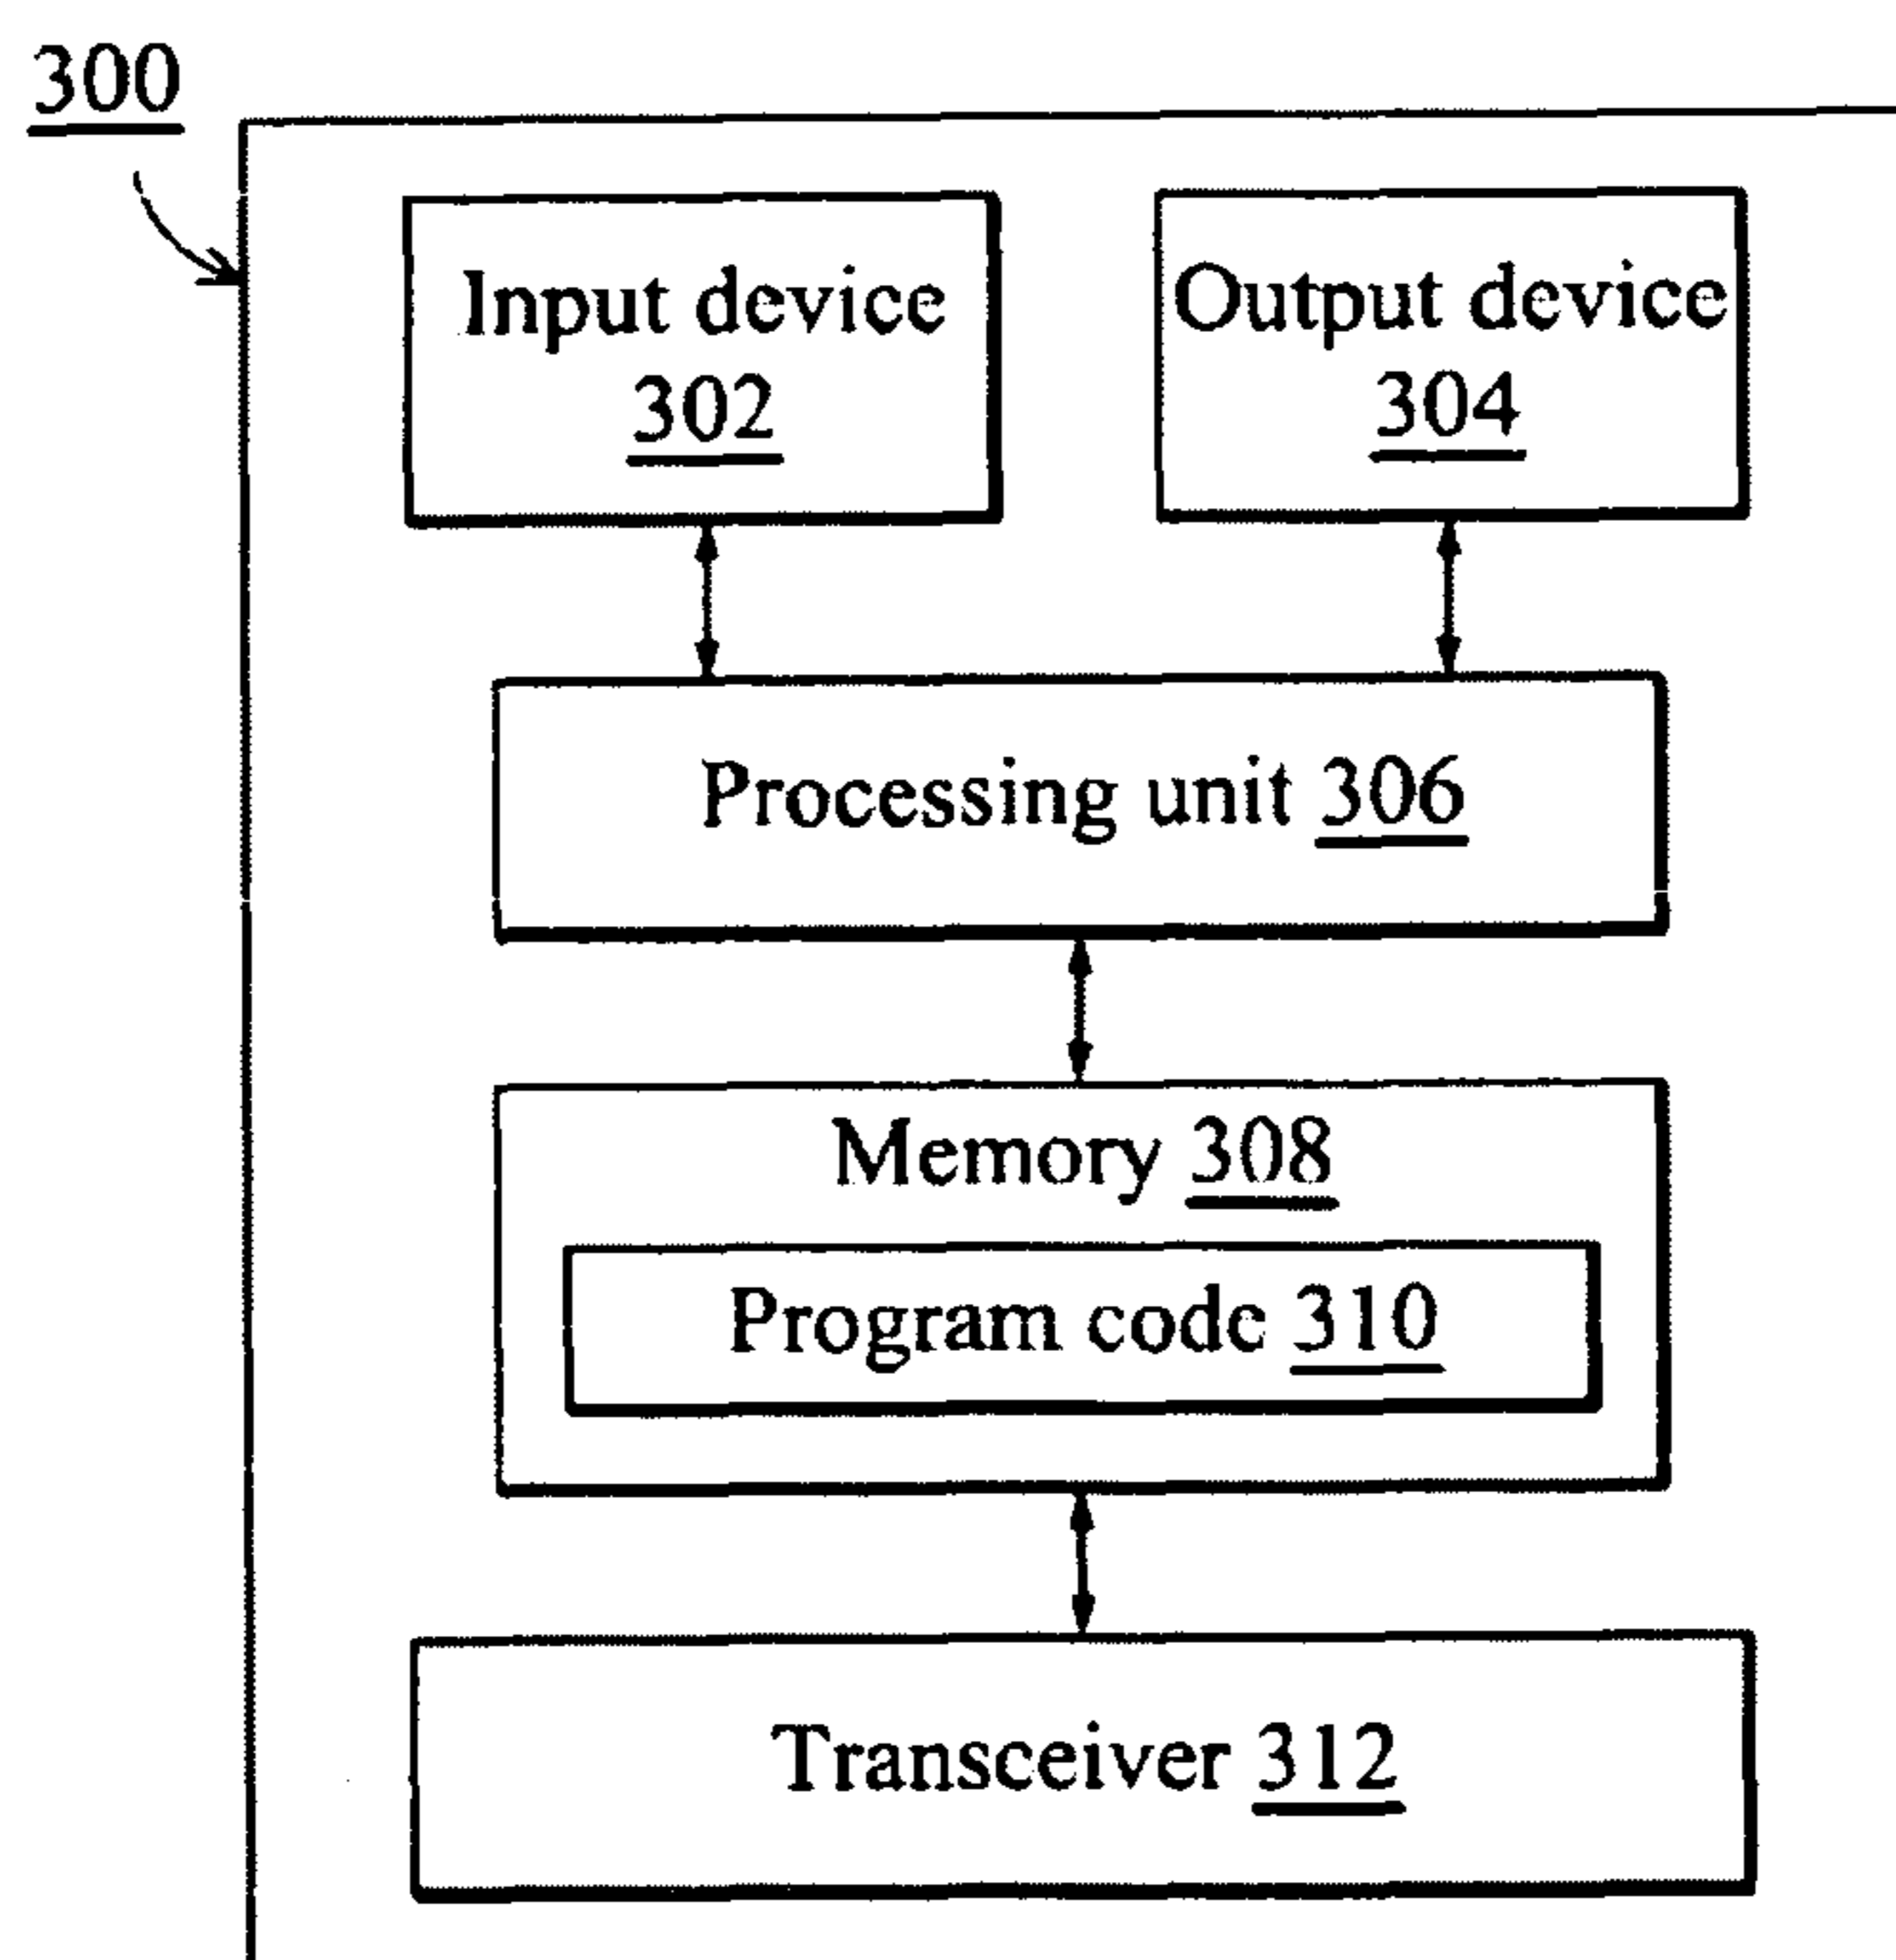 300
Input device
302
Output device
304
Processing unit 306
Memory 308
Program code 310
Transceiver 312